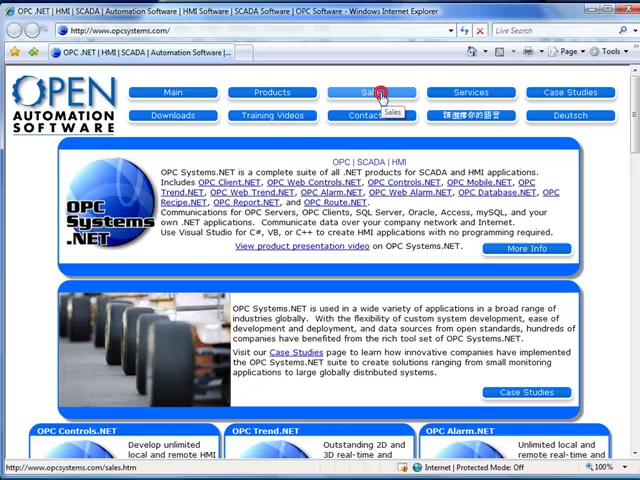 OPC .NET | HMI | SCADA | Automation Software | HMI Software | SCADA Software | OPC Software - Windows Internet Explorer
http://www.opcsystems.com/
Live Search
OPC .NET | HMI | SCADA | Automation Software |...
Page
Tools
OPEN
AUTOMATION
SOFTWARE
Main
Products
Services
Case Studies
Sales
Downloads
Training Videos
請選擇你的語言
Deutsch
OPC | SCADA | HMI
OPC Systems.NET is a complete suite of all .NET products for SCADA and HMI applications.
Includes OPC Client.NET, OPC Web Controls.NET, OPC Controls.NET, OPC Mobile.NET, OPC
Trend.NET, OPC Web Trend.NET, OPC Alarm.NET, OPC Web Alarm.NET, OPC Database.NET, OPC
Recipe.NET, OPC Report.NET, and OPC Route.NET.
Communications for OPC Servers, OPC Clients, SQL Server, Oracle, Access, mySQL, and your
own .NET applications.  Communicate data over your company network and Internet.
Use Visual Studio for C#, VB, or C++ to create HMI applications with no programming required.
View product presentation video on OPC Systems.NET.
More Info
OPC
Systems
.NET
OPC Systems.NET is used in a wide variety of applications in a broad range of
industries globally.  With the flexibility of custom system development, ease of
development and deployment, and data sources from open standards, hundreds of
companies have benefited from the rich tool set of OPC Systems.NET.
Visit our Case Studies page to learn how innovative companies have implemented
the OPC Systems.NET suite to create solutions ranging from small monitoring
applications to large globally distributed systems.
Case Studies
OPC Controls.NET
Develop unlimited
local and remote HMI
OPC Trend.NET
Outstanding 2D and
3D real-time and
OPC Alarm.NET
Unlimited local and
remote real-time and
http://www.opcsystems.com/sales.htm
Internet | Protected Mode: Off
100%